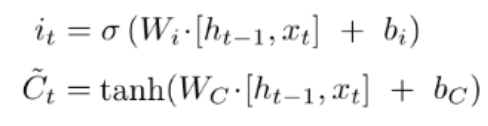 i_t = σ (W_i·[h_{t−1}, x_t] + b_i)
C̃_t = tanh(W_C·[h_{t−1}, x_t] + b_C)